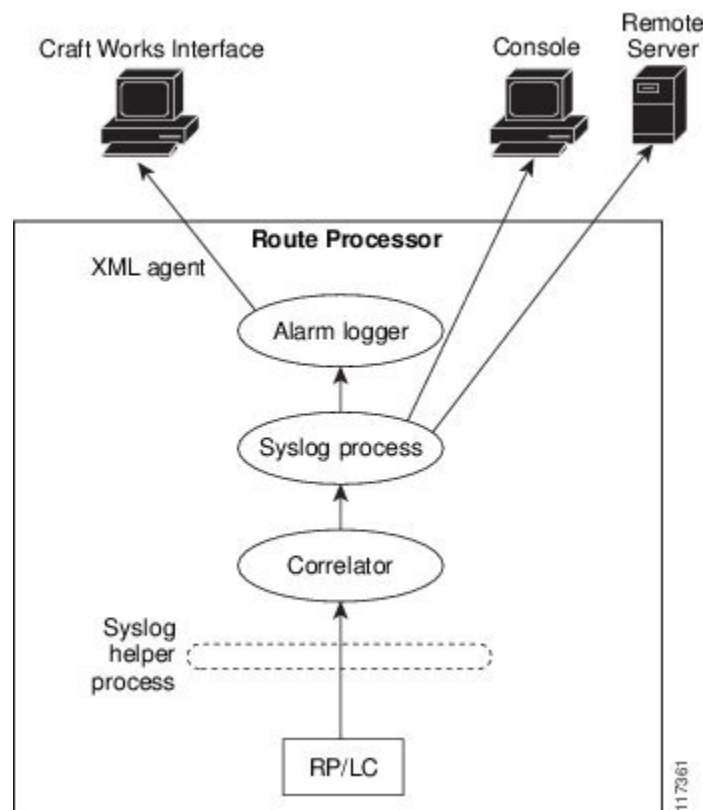 Craft Works Interface
Console
Remote
Server
Route Processor
XML agent
Alarm logger
Syslog process
Correlator
Syslog
helper
process
RP/LC
117361